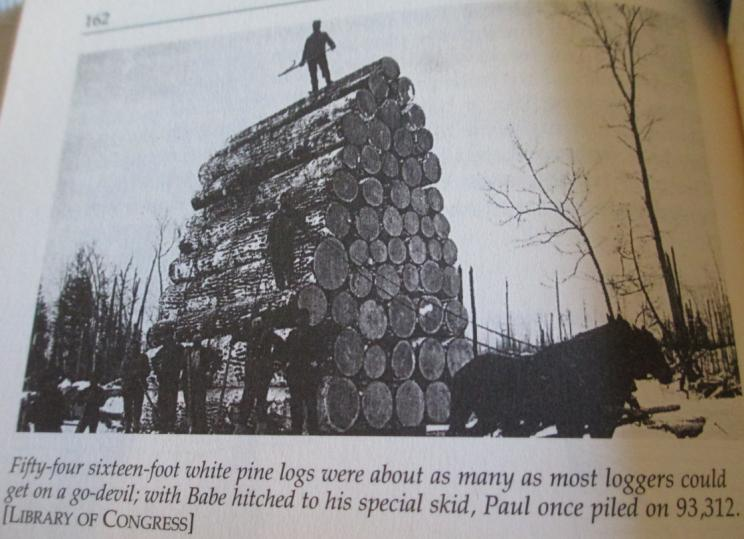 162
Fifty-four sixteen-foot white pine logs were about as many as most loggers could
get on a go-devil; with Babe hitched to his special skid, Paul once piled on 93,312.
[LIBRARY OF CONGRESS]